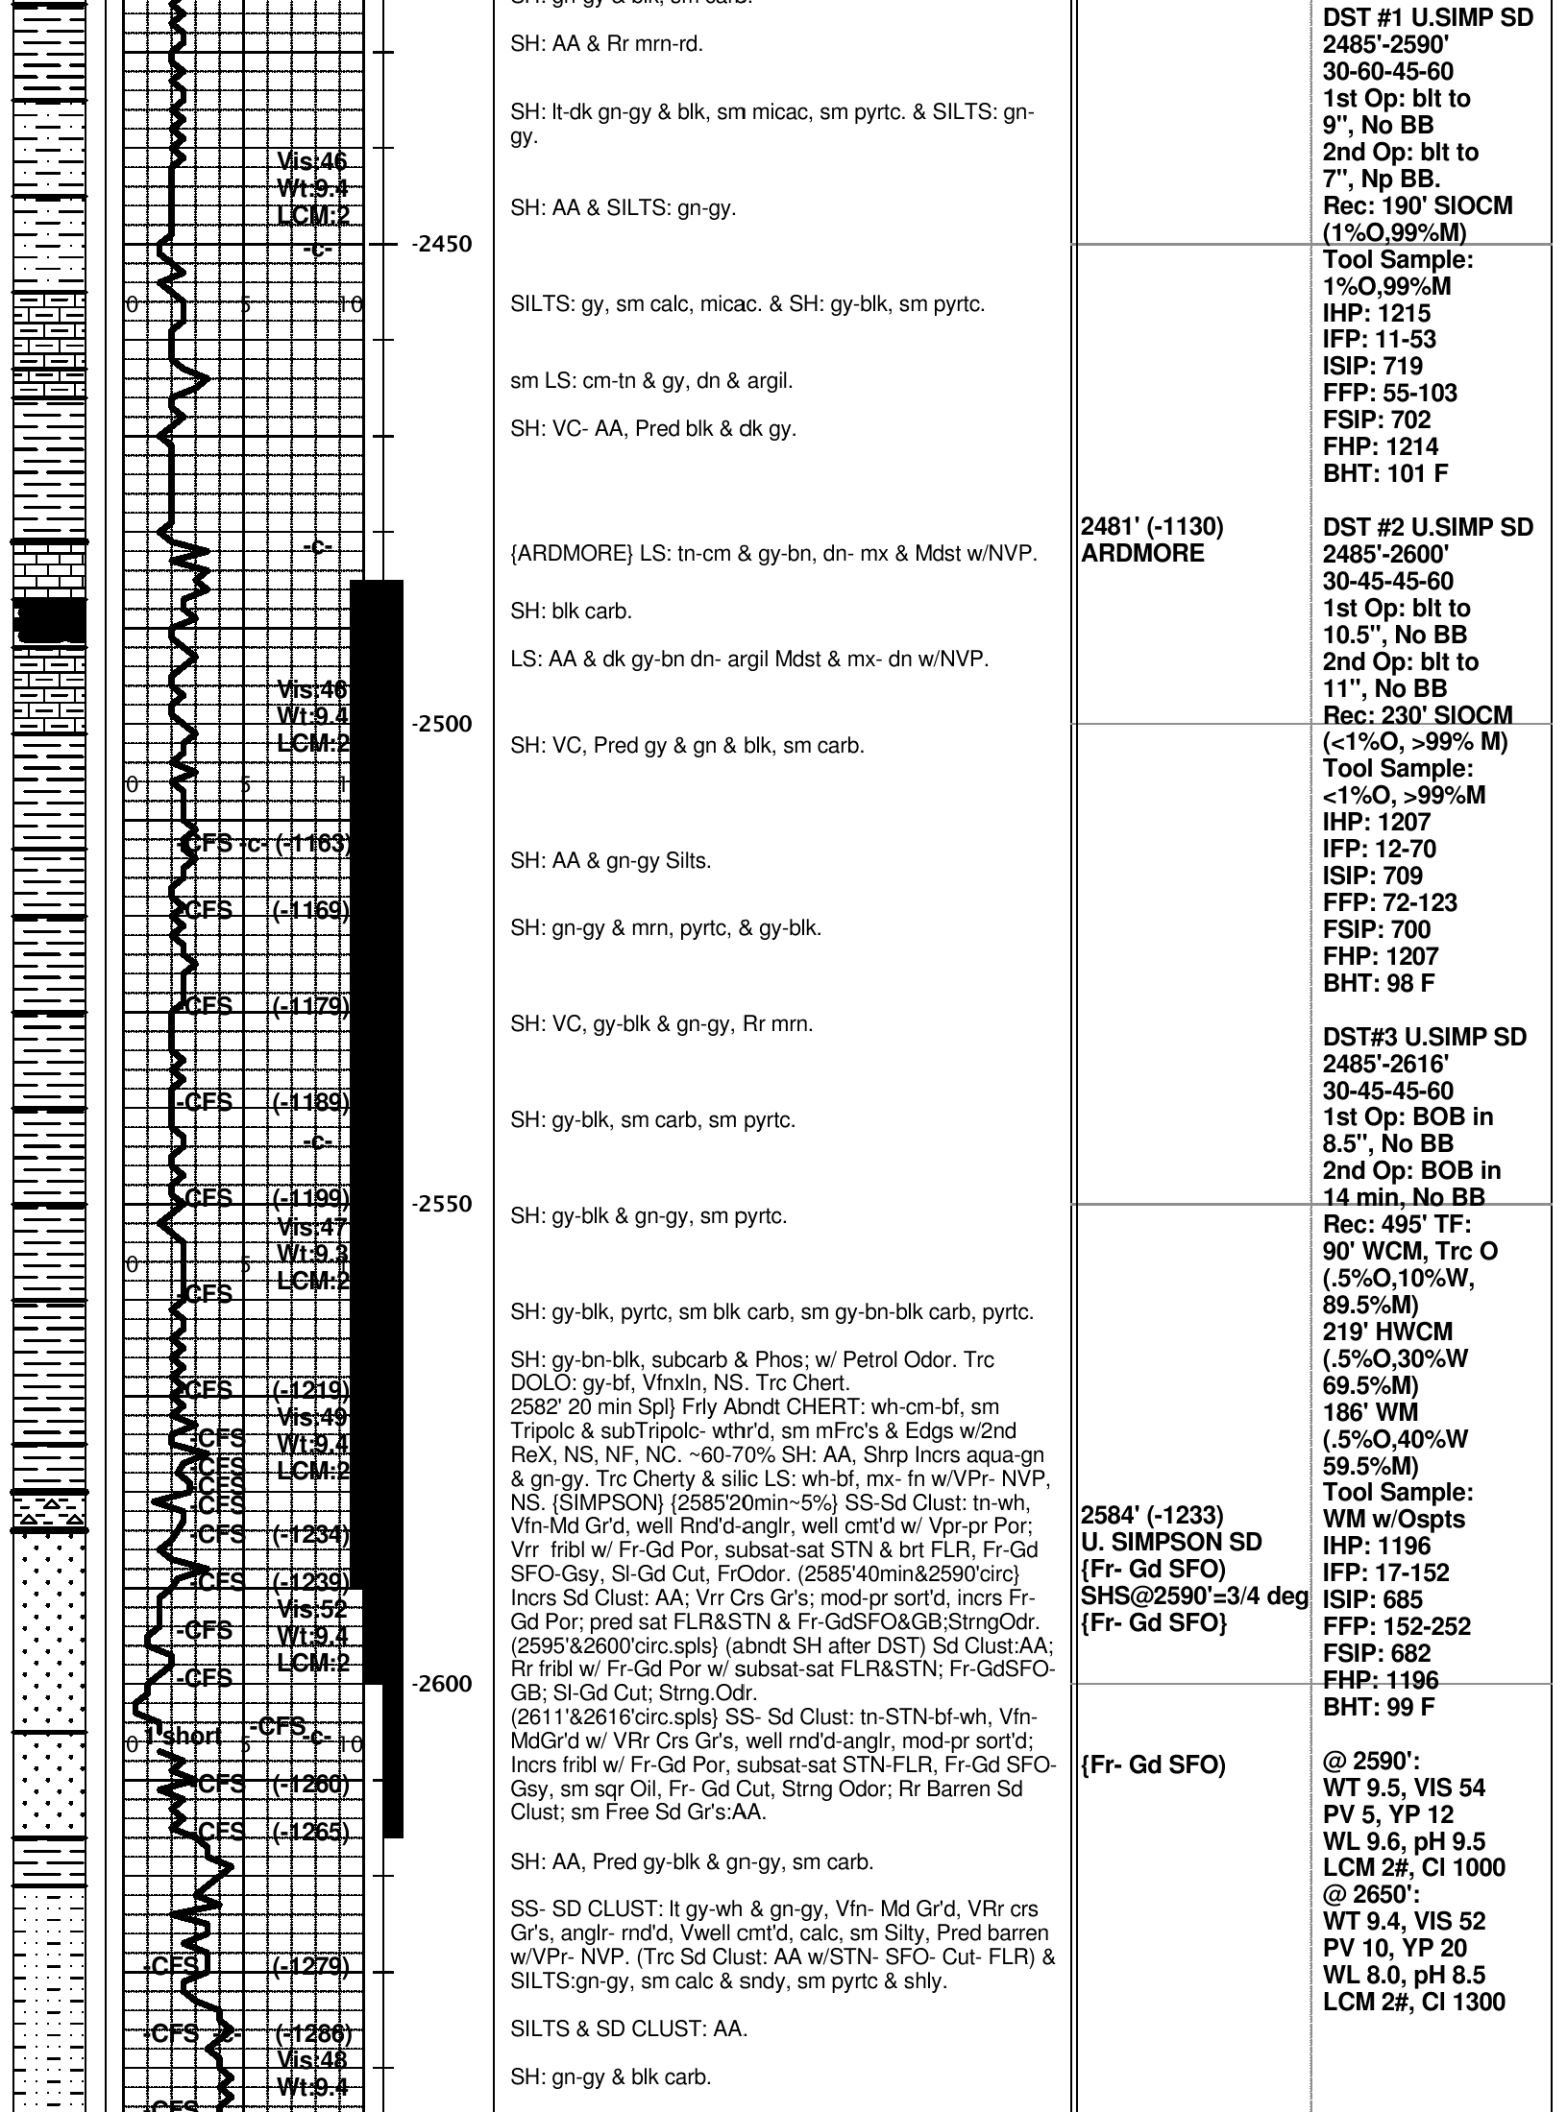 SH: AA & Rr mrn-rd.
SH: lt-dk gn-gy & blk, sm micac, sm pyrtc. & SILTS: gn-
gy.
SH: AA & SILTS: gn-gy.
SILTS: gy, sm calc, micac. & SH: gy-blk, sm pyrtc.
sm LS: cm-tn & gy, dn & argil.
SH: VC- AA, Pred blk & dk gy.
{ARDMORE} LS: tn-cm & gy-bn, dn- mx & Mdst w/NVP.
SH: blk carb.
LS: AA & dk gy-bn dn- argil Mdst & mx- dn w/NVP.
SH: VC, Pred gy & gn & blk, sm carb.
SH: AA & gn-gy Silts.
SH: gn-gy & mrn, pyrtc, & gy-blk.
SH: VC, gy-blk & gn-gy, Rr mrn.
SH: gy-blk, sm carb, sm pyrtc.
SH: gy-blk & gn-gy, sm pyrtc.
SH: gy-blk, pyrtc, sm blk carb, sm gy-bn-blk carb, pyrtc.
SH: gy-bn-blk, subcarb & Phos; w/ Petrol Odor. Trc
DOLO: gy-bf, Vfnxln, NS. Trc Chert.
2582' 20 min Spl} Frly Abndt CHERT: wh-cm-bf, sm
Tripolc & subTripolc- wthr'd, sm mFrc's & Edgs w/2nd
ReX, NS, NF, NC. ~60-70% SH: AA, Shrp Incrs aqua-gn
& gn-gy. Trc Cherty & silic LS: wh-bf, mx- fn w/VPr- NVP,
NS. {SIMPSON} {2585'20min~5%} SS-Sd Clust: tn-wh,
Vfn-Md Gr'd, well Rnd'd-anglr, well cmt'd w/ Vpr-pr Por;
Vrr fribl w/ Fr-Gd Por, subsat-sat STN & brt FLR, Fr-Gd
SFO-Gsy, Sl-Gd Cut, FrOdor. (2585'40min&2590'circ}
Incrs Sd Clust: AA; Vrr Crs Gr's; mod-pr sort'd, incrs Fr-
Gd Por; pred sat FLR&STN & Fr-GdSFO&GB;StrngOdr.
(2595'&2600'circ.spls} (abndt SH after DST) Sd Clust:AA;
Rr fribl w/ Fr-Gd Por w/ subsat-sat FLR&STN; Fr-GdSFO-
GB; Sl-Gd Cut; Strng.Odr.
(2611'&2616'circ.spls} SS- Sd Clust: tn-STN-bf-wh, Vfn-
MdGr'd w/ VRr Crs Gr's, well rnd'd-anglr, mod-pr sort'd;
Incrs fribl w/ Fr-Gd Por, subsat-sat STN-FLR, Fr-Gd SFO-
Gsy, sm sqr Oil, Fr- Gd Cut, Strng Odor; Rr Barren Sd
Clust; sm Free Sd Gr's:AA.
SH: AA, Pred gy-blk & gn-gy, sm carb.
SS- SD CLUST: lt gy-wh & gn-gy, Vfn- Md Gr'd, VRr crs
Gr's, anglr- rnd'd, Vwell cmt'd, calc, sm Silty, Pred barren
w/VPr- NVP. (Trc Sd Clust: AA w/STN- SFO- Cut- FLR) &
SILTS:gn-gy, sm calc & sndy, sm pyrtc & shly.
SILTS & SD CLUST: AA.
SH: gn-gy & blk carb.
Vis:46
Wt:9.4
LCM:2
-c-
0 5 10
-c-
Vis:46
Wt:9.4
LCM:2
0 5 1
-CFS -c- (-1163)
-CFS (-1169)
-CFS (-1179)
-CFS (-1189)
-c-
-CFS (-1199)
Vis:47
Wt:9.3
0 5
LCM:2
-CFS
-CFS (-1219)
Vis:49
-CFS
Wt:9.4
-CFS
LCM:2
-CFS
-CFS
-CFS (-1234)
-CFS (-1239)
Vis:52
-CFS
Wt:9.4
LCM:2
-CFS
1 short -CFS -c-
0 5 10
-CFS (-1260)
-CFS (-1265)
-CFS (-1279)
-CFS -c- (-1286)
Vis:48
Wt:9.4
-CFS
-2450
-2500
-2550
-2600
2481' (-1130)
ARDMORE
2584' (-1233)
U. SIMPSON SD
{Fr- Gd SFO)
SHS@2590'=3/4 deg
{Fr- Gd SFO}
{Fr- Gd SFO)
DST #1 U.SIMP SD
2485'-2590'
30-60-45-60
1st Op: blt to
9", No BB
2nd Op: blt to
7", Np BB.
Rec: 190' SIOCM
(1%O,99%M)
Tool Sample:
1%O,99%M
IHP: 1215
IFP: 11-53
ISIP: 719
FFP: 55-103
FSIP: 702
FHP: 1214
BHT: 101 F
DST #2 U.SIMP SD
2485'-2600'
30-45-45-60
1st Op: blt to
10.5", No BB
2nd Op: blt to
11", No BB
Rec: 230' SIOCM
(<1%O, >99% M)
Tool Sample:
<1%O, >99%M
IHP: 1207
IFP: 12-70
ISIP: 709
FFP: 72-123
FSIP: 700
FHP: 1207
BHT: 98 F
DST#3 U.SIMP SD
2485'-2616'
30-45-45-60
1st Op: BOB in
8.5", No BB
2nd Op: BOB in
14 min, No BB
Rec: 495' TF:
90' WCM, Trc O
(.5%O,10%W,
89.5%M)
219' HWCM
(.5%O,30%W
69.5%M)
186' WM
(.5%O,40%W
59.5%M)
Tool Sample:
WM w/Ospts
IHP: 1196
IFP: 17-152
ISIP: 685
FFP: 152-252
FSIP: 682
FHP: 1196
BHT: 99 F
@ 2590':
WT 9.5, VIS 54
PV 5, YP 12
WL 9.6, pH 9.5
LCM 2#, Cl 1000
@ 2650':
WT 9.4, VIS 52
PV 10, YP 20
WL 8.0, pH 8.5
LCM 2#, Cl 1300